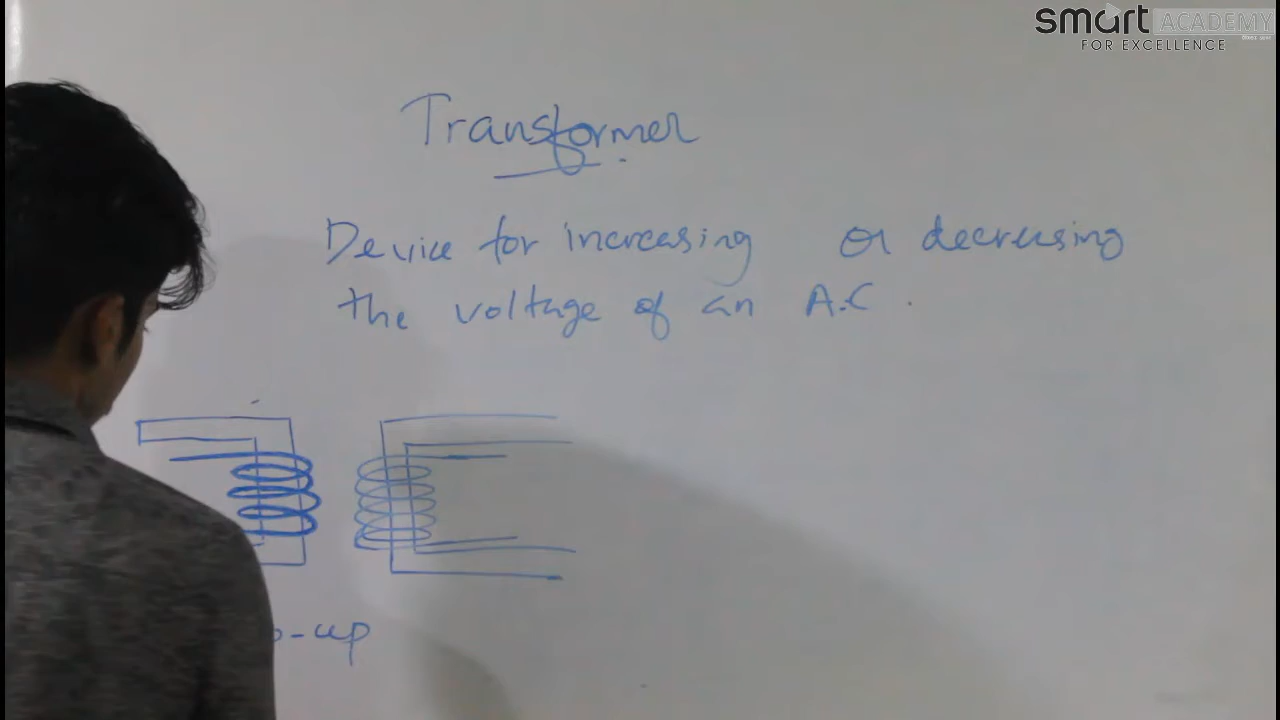 smart ACADEMY
FOR EXCELLENCE
Transformer
Device for increasing or decreasing
the voltage of an A.C.
p-up